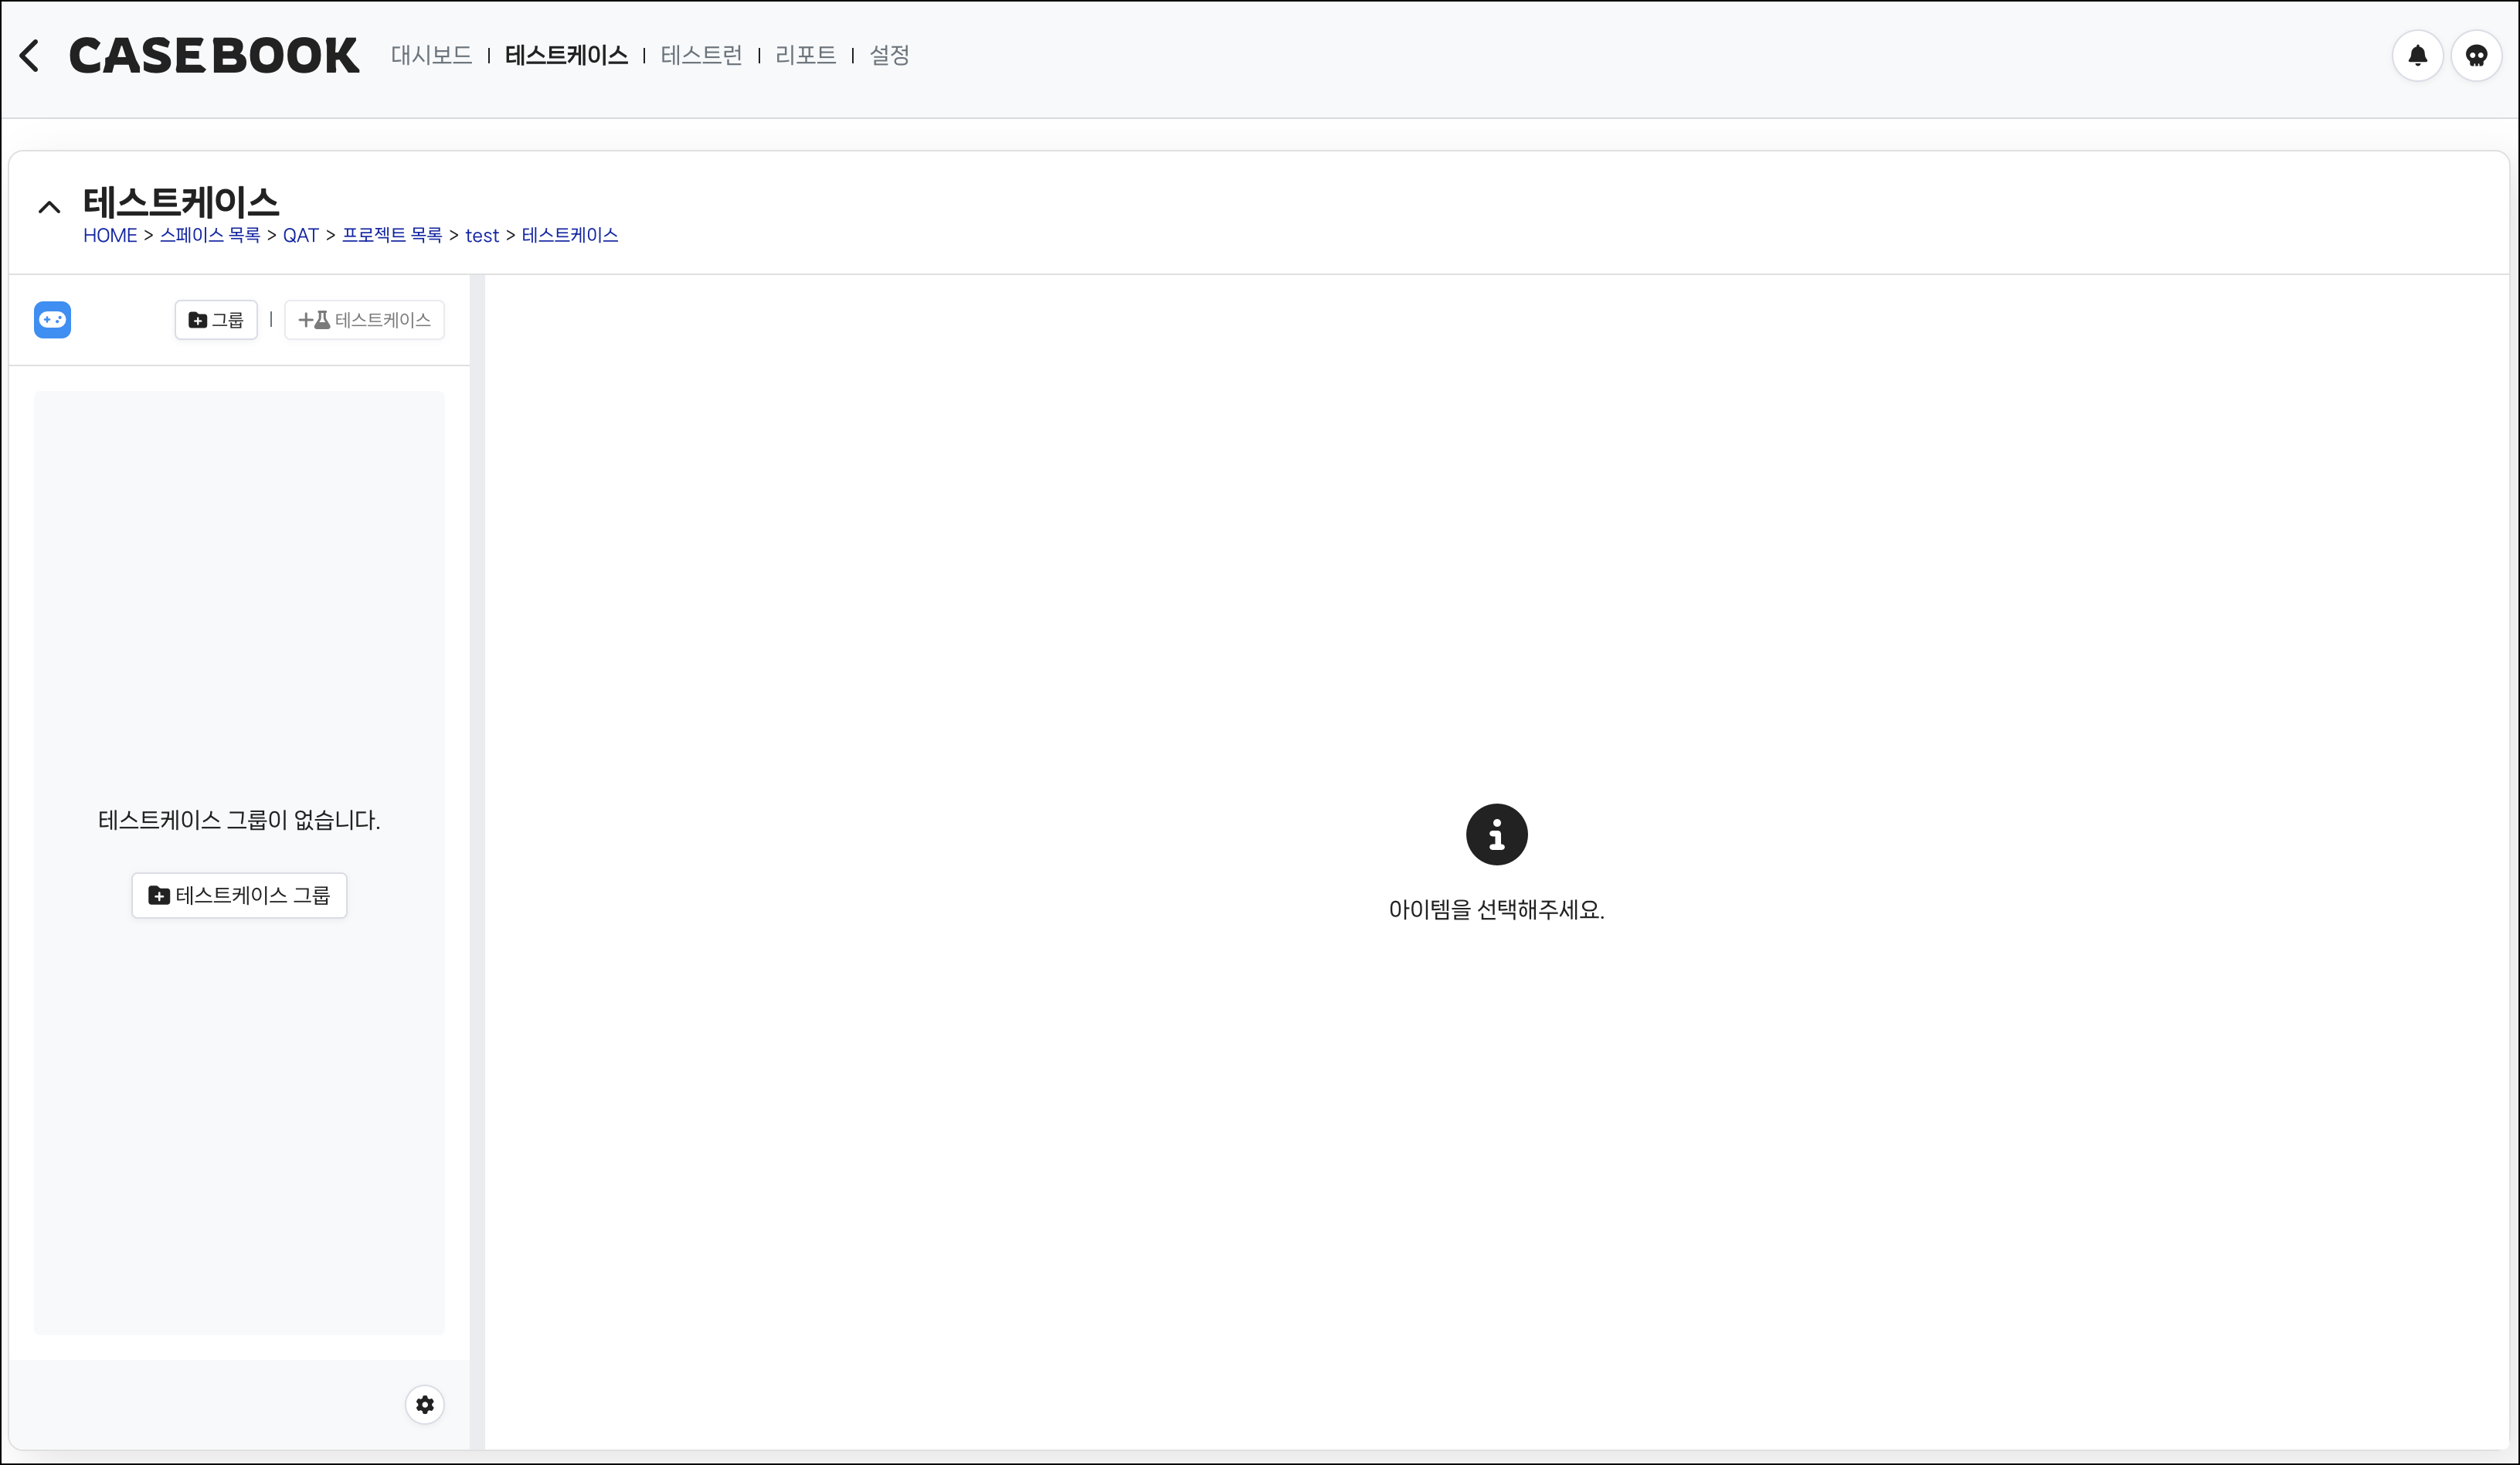 CASEBOOK 대시보드 | 테스트케이스 | 테스트런 | 리포트 | 설정
테스트케이스
HOME > 스페이스 목록 > QAT > 프로젝트 목록 > test > 테스트케이스
그룹 | 테스트케이스
테스트케이스 그룹이 없습니다.
테스트케이스 그룹
아이템을 선택해주세요.